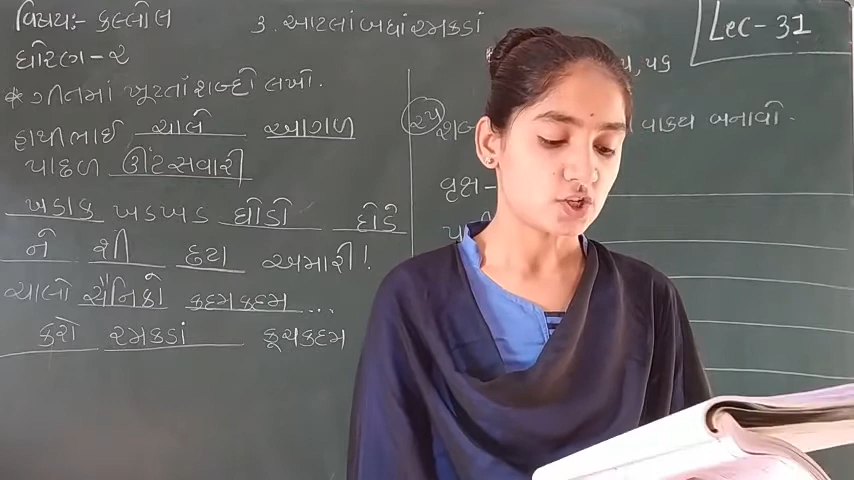 વિષય:- કલ્લોલ
૩. આટલાં બધાં રમકડાં
Lec - 31
ધોરણ - ૨
* ગીતમાં ખૂટતાં શબ્દો લખો.
હાથીભાઈ ચાલે આગળ
પાછળ ઊંટસવારી
ખડાક ખડખડ ઘોડો દોડે
ને શી છટા અમારી!
ચાલો સૈનિકો કદમકદમ ...
કરો રમકડાં કૂચકદમ
વાક્ય બનાવો.
વૃક્ષ -